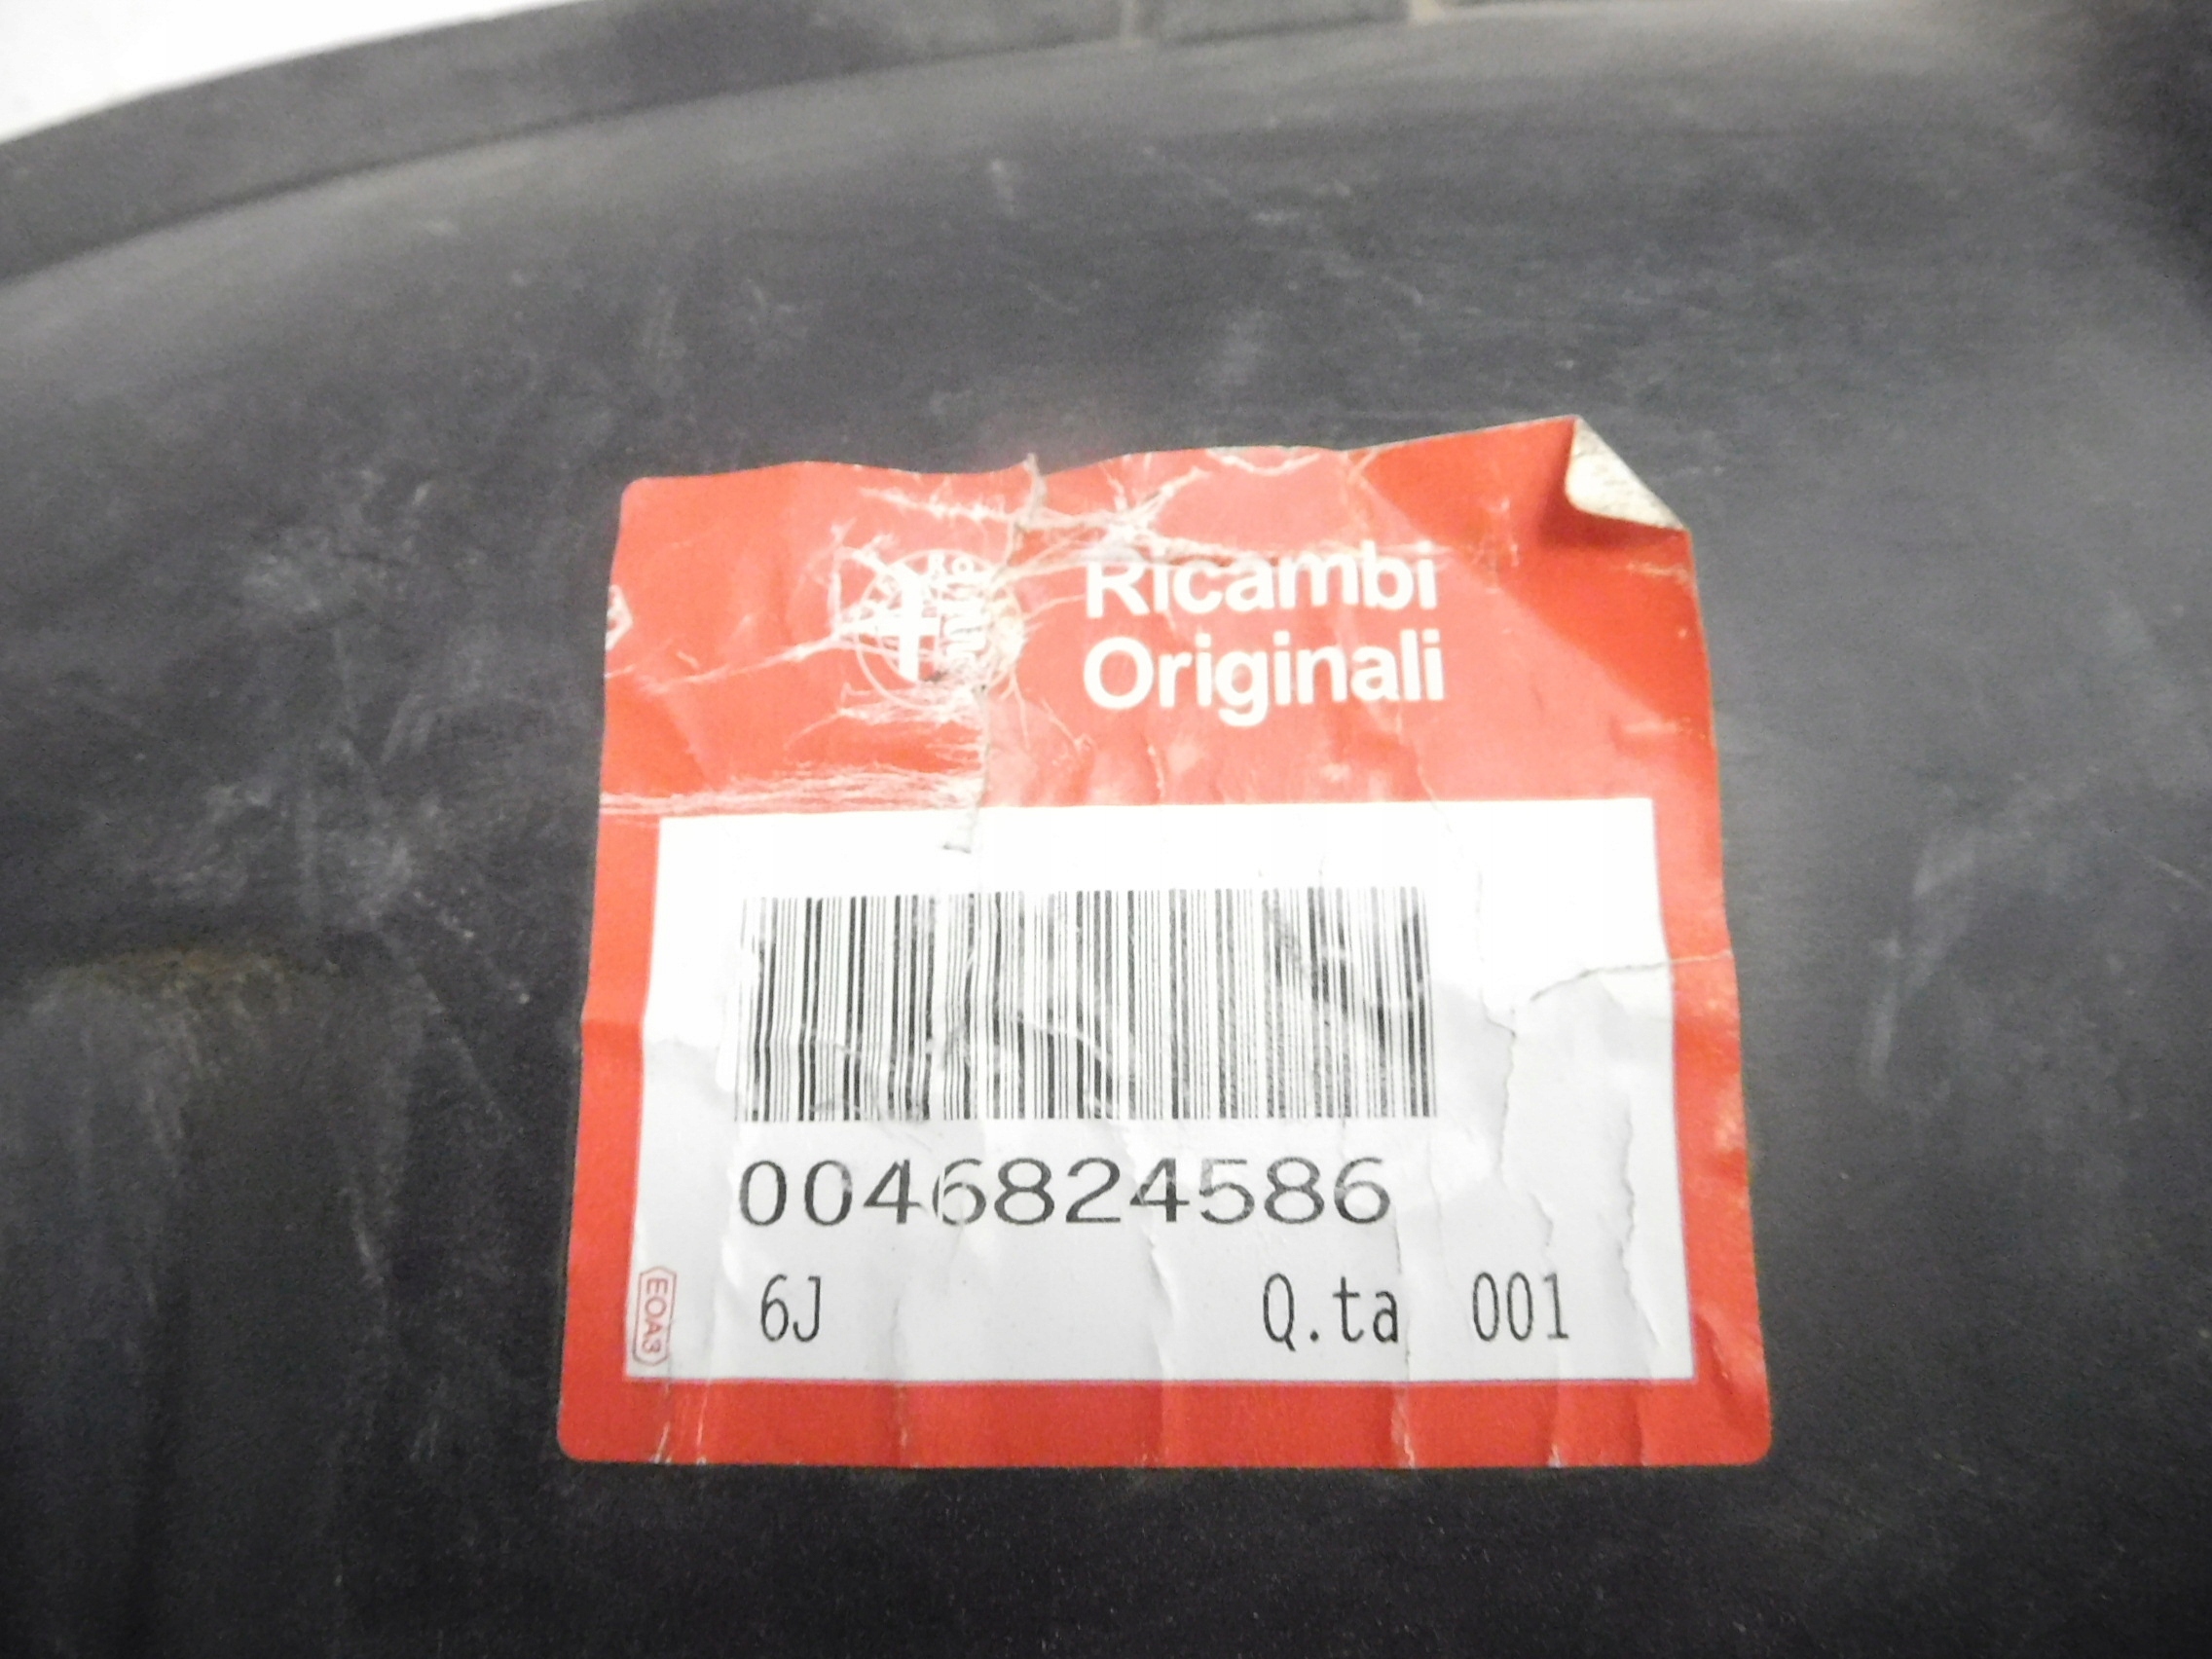 Ricambi
Originali
0046824586
6J Q.ta 001
EOA3